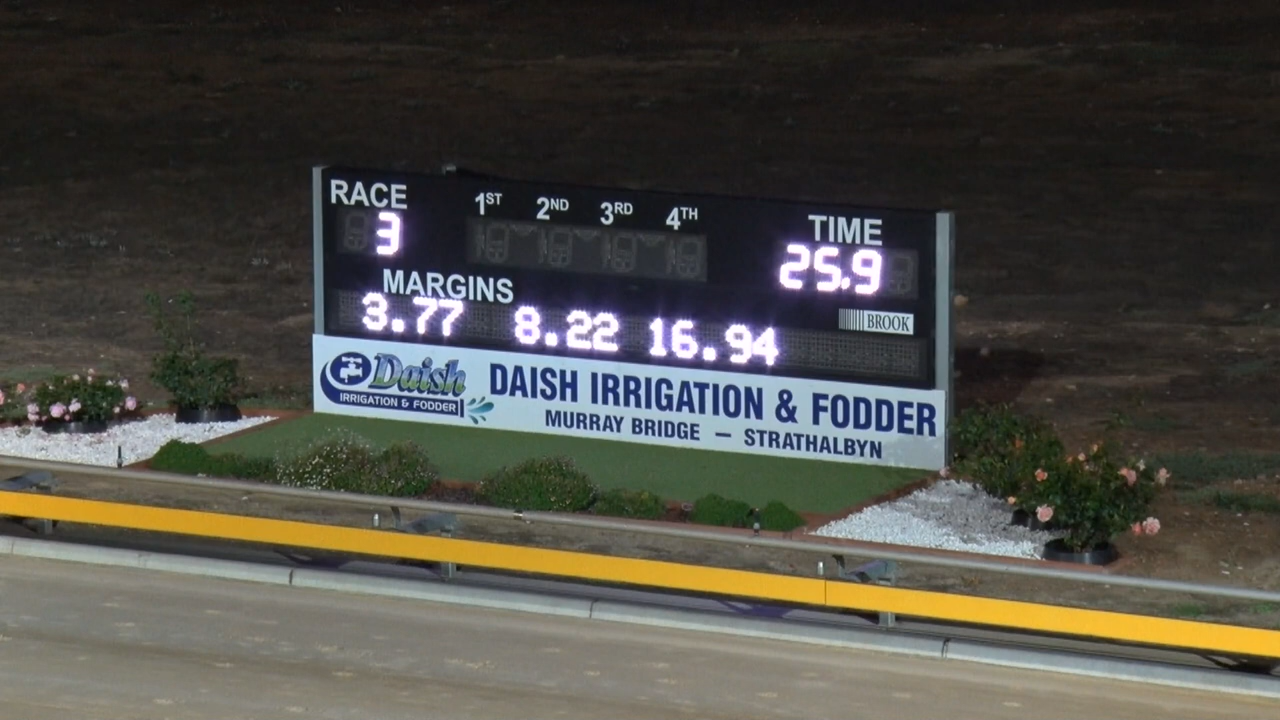 RACE 1ST 2ND 3RD 4TH TIME
3 25.9
MARGINS
3.77 8.22 16.94
BROOK
Daish
IRRIGATION & FODDER
DAISH IRRIGATION & FODDER
MURRAY BRIDGE — STRATHALBYN